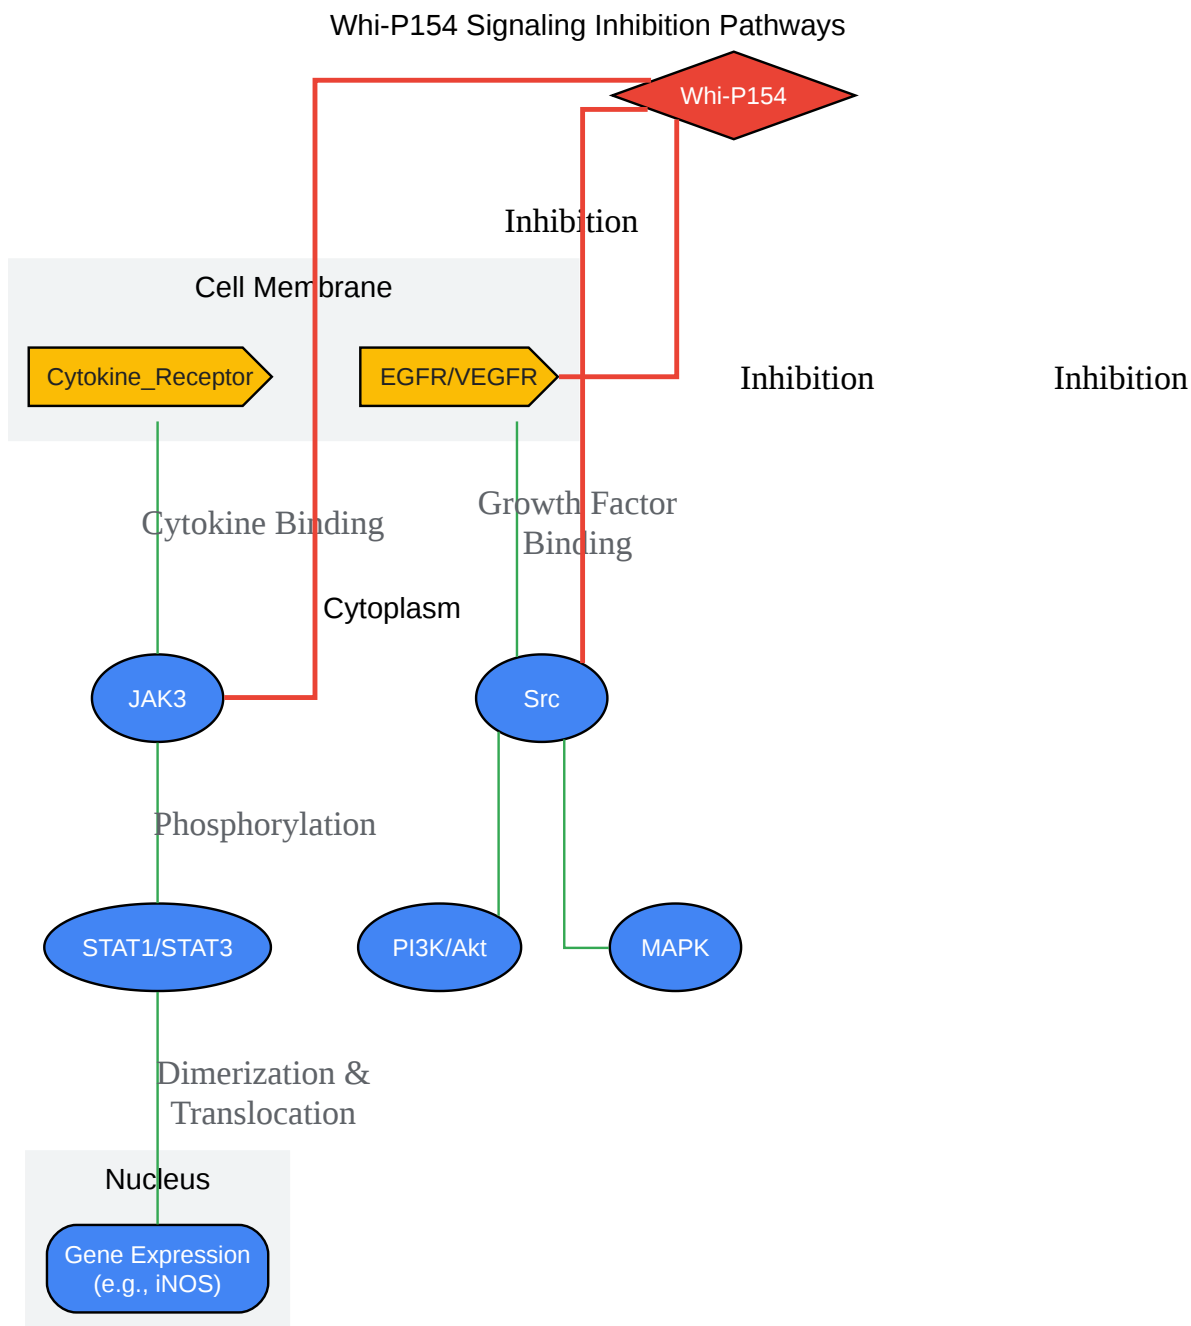 Whi-P154 Signaling Inhibition Pathways
Whi-P154
Inhibition
Cell Membrane
Cytokine_Receptor
EGFR/VEGFR
Inhibition
Inhibition
Cytokine Binding
Growth Factor
Binding
Cytoplasm
JAK3
Src
Phosphorylation
STAT1/STAT3
PI3K/Akt
MAPK
Dimerization &
Translocation
Nucleus
Gene Expression
(e.g., iNOS)